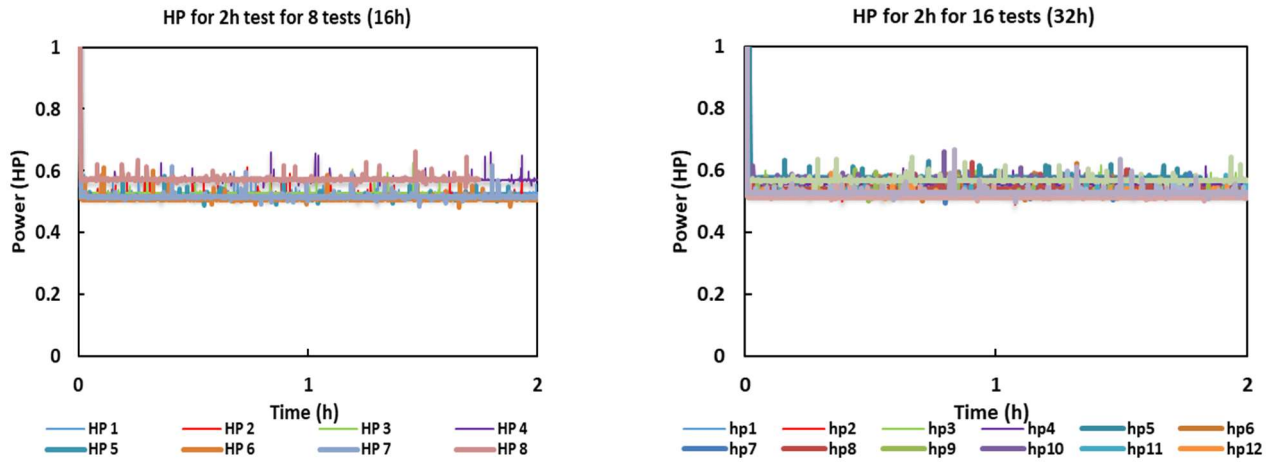 HP for 2h test for 8 tests (16h)
1
0.8
0.6
0.4
0.2
0
Power (HP)
0
1
2
Time (h)
HP 1
HP 2
HP 3
HP 4
HP 5
HP 6
HP 7
HP 8
HP for 2h for 16 tests (32h)
1
0.8
0.6
0.4
0.2
0
Power (HP)
0
1
2
Time (h)
hp1
hp2
hp3
hp4
hp5
hp6
hp7
hp8
hp9
hp10
hp11
hp12